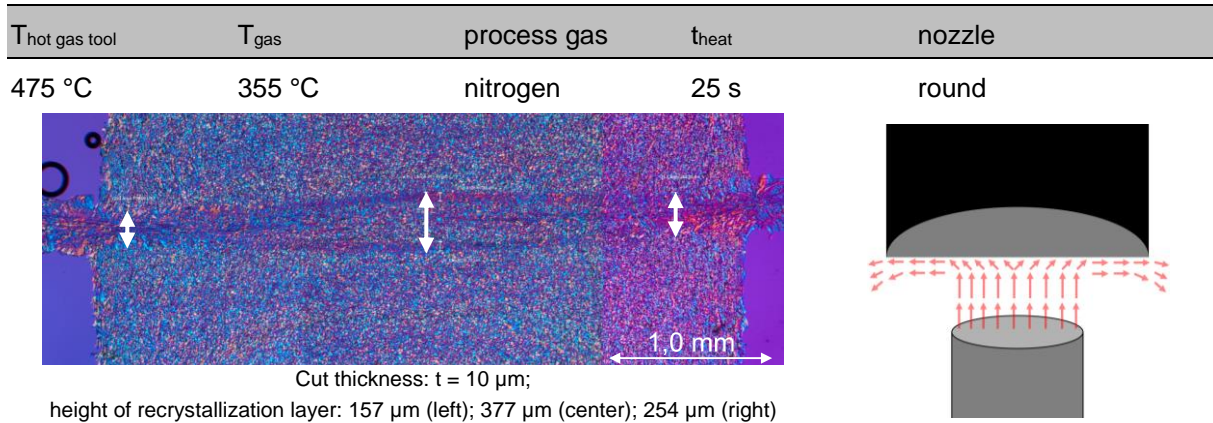 Thot gas tool Tgas process gas theat nozzle
475 °C 355 °C nitrogen 25 s round
1,0 mm
Cut thickness: t = 10 µm;
height of recrystallization layer: 157 µm (left); 377 µm (center); 254 µm (right)